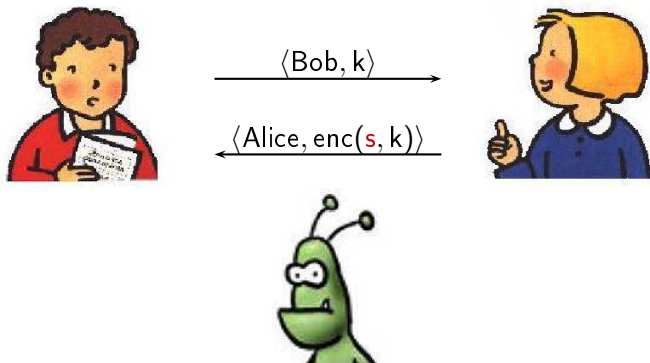 ⟨Bob, k⟩
⟨Alice, enc(s, k)⟩